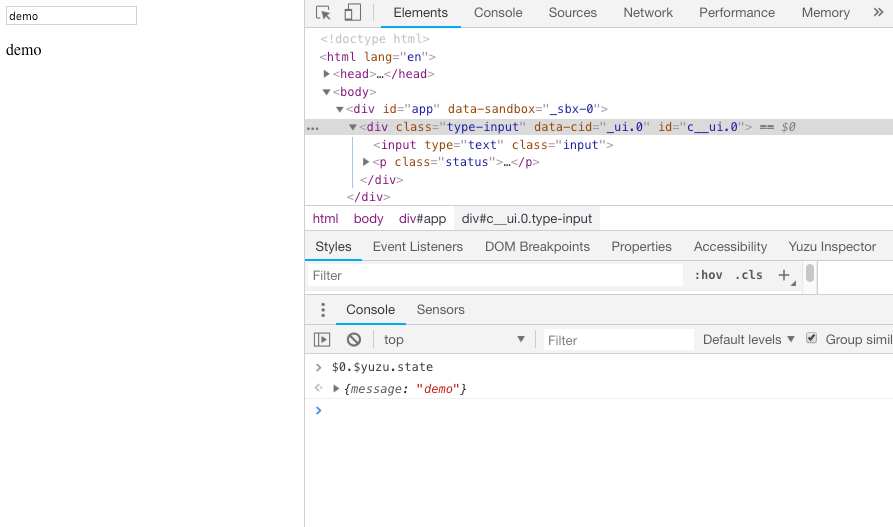 demo
demo
Elements Console Sources Network Performance Memory »
<!doctype html>
<html lang="en">
<head>…</head>
<body>
<div id="app" data-sandbox="_sbx-0">
<div class="type-input" data-cid="_ui.0" id="c__ui.0"> == $0
<input type="text" class="input">
<p class="status">…</p>
</div>
</div>
html body div#app div#c__ui.0.type-input
Styles Event Listeners DOM Breakpoints Properties Accessibility Yuzu Inspector
Filter :hov .cls +
Console Sensors
top Filter Default levels Group simil
$0.$yuzu.state
{message: "demo"}